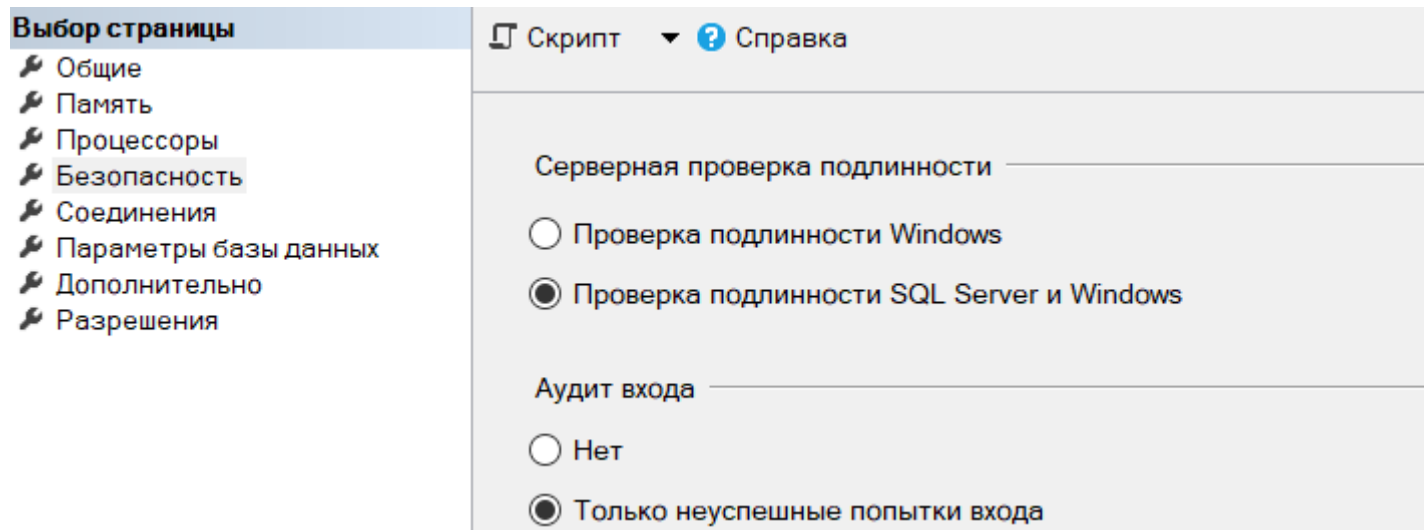 Выбор страницы
Общие
Память
Процессоры
Безопасность
Соединения
Параметры базы данных
Дополнительно
Разрешения
Скрипт Справка
Серверная проверка подлинности
Проверка подлинности Windows
Проверка подлинности SQL Server и Windows
Аудит входа
Нет
Только неуспешные попытки входа